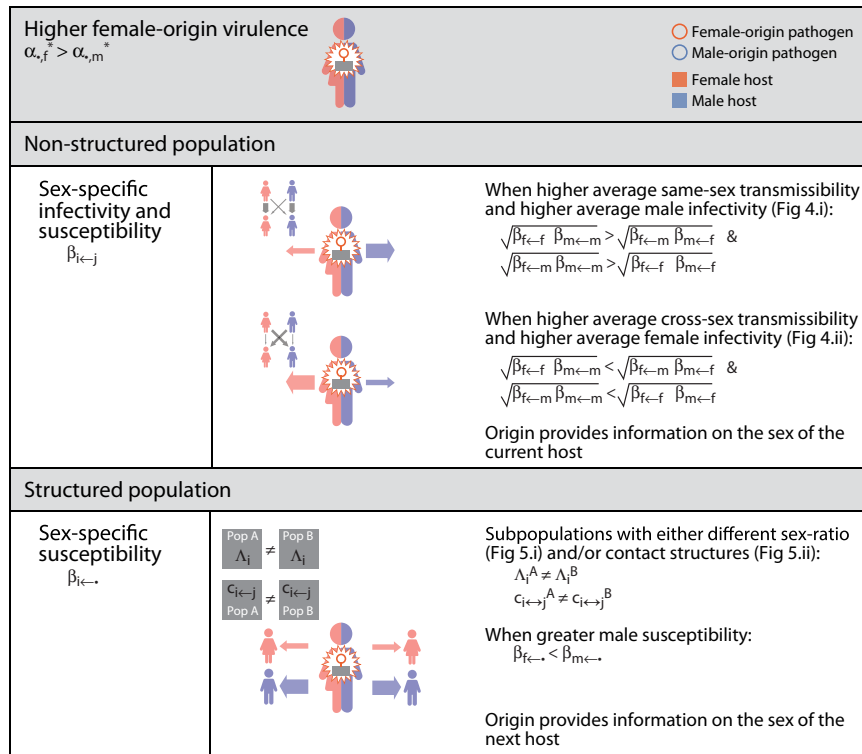 Higher female-origin virulence
α•,f* > α•,m*
Female-origin pathogen
Male-origin pathogen
Female host
Male host
Non-structured population
Sex-specific
infectivity and
susceptibility
βi←j
When higher average same-sex transmissibility
and higher average male infectivity (Fig 4.i):
√βf←f βm←m > √βf←m βm←f &
√βf←m βm←m > √βf←f βm←f
When higher average cross-sex transmissibility
and higher average female infectivity (Fig 4.ii):
√βf←f βm←m < √βf←m βm←f &
√βf←m βm←m < √βf←f βm←f
Origin provides information on the sex of the
current host
Structured population
Sex-specific
susceptibility
βi←•
Pop A Pop B
Λi ≠ Λi
ci←j ≠ ci←j
Pop A Pop B
Subpopulations with either different sex-ratio
(Fig 5.i) and/or contact structures (Fig 5.ii):
ΛiA ≠ ΛiB
ci↔jA ≠ ci↔jB
When greater male susceptibility:
βf←• < βm←•
Origin provides information on the sex of the
next host